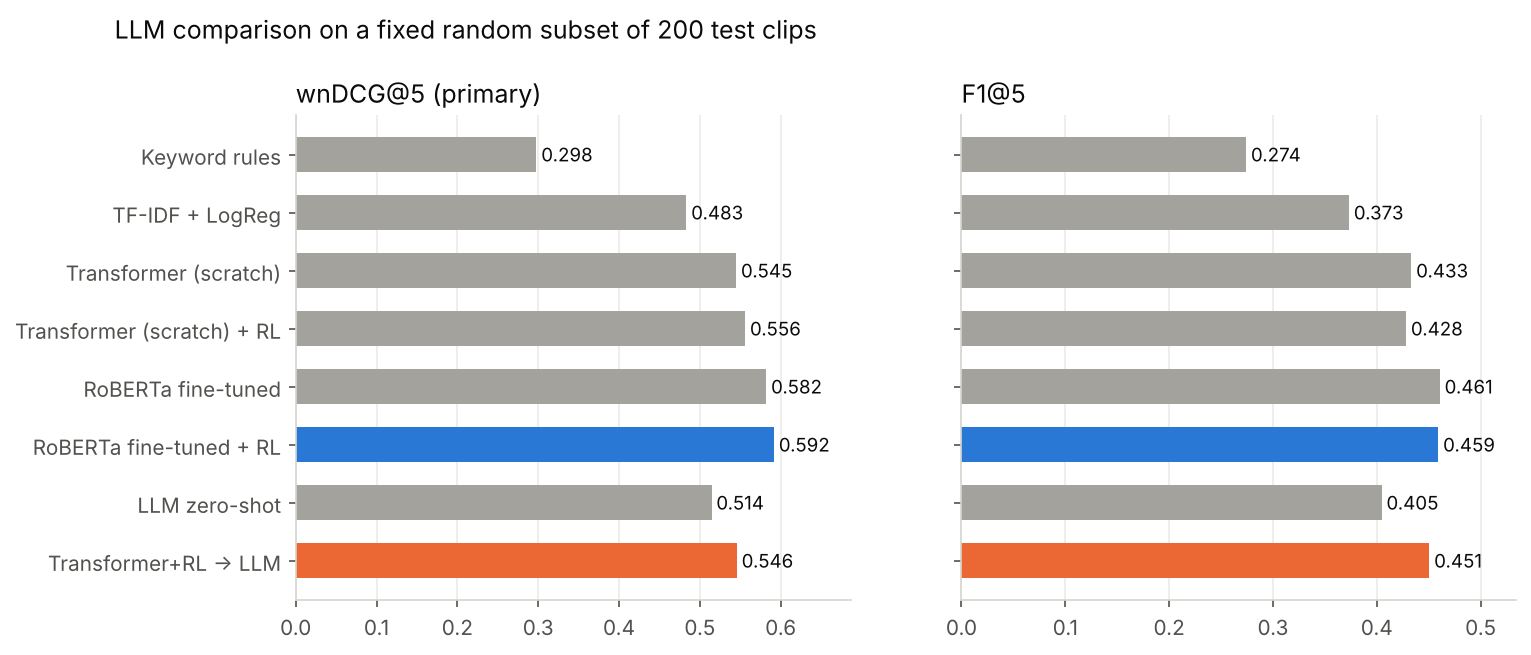 LLM comparison on a fixed random subset of 200 test clips
wnDCG@5 (primary)
Keyword rules 0.298
TF-IDF + LogReg 0.483
Transformer (scratch) 0.545
Transformer (scratch) + RL 0.556
RoBERTa fine-tuned 0.582
RoBERTa fine-tuned + RL 0.592
LLM zero-shot 0.514
Transformer+RL → LLM 0.546
0.0 0.1 0.2 0.3 0.4 0.5 0.6
F1@5
0.274
0.373
0.433
0.428
0.461
0.459
0.405
0.451
0.0 0.1 0.2 0.3 0.4 0.5